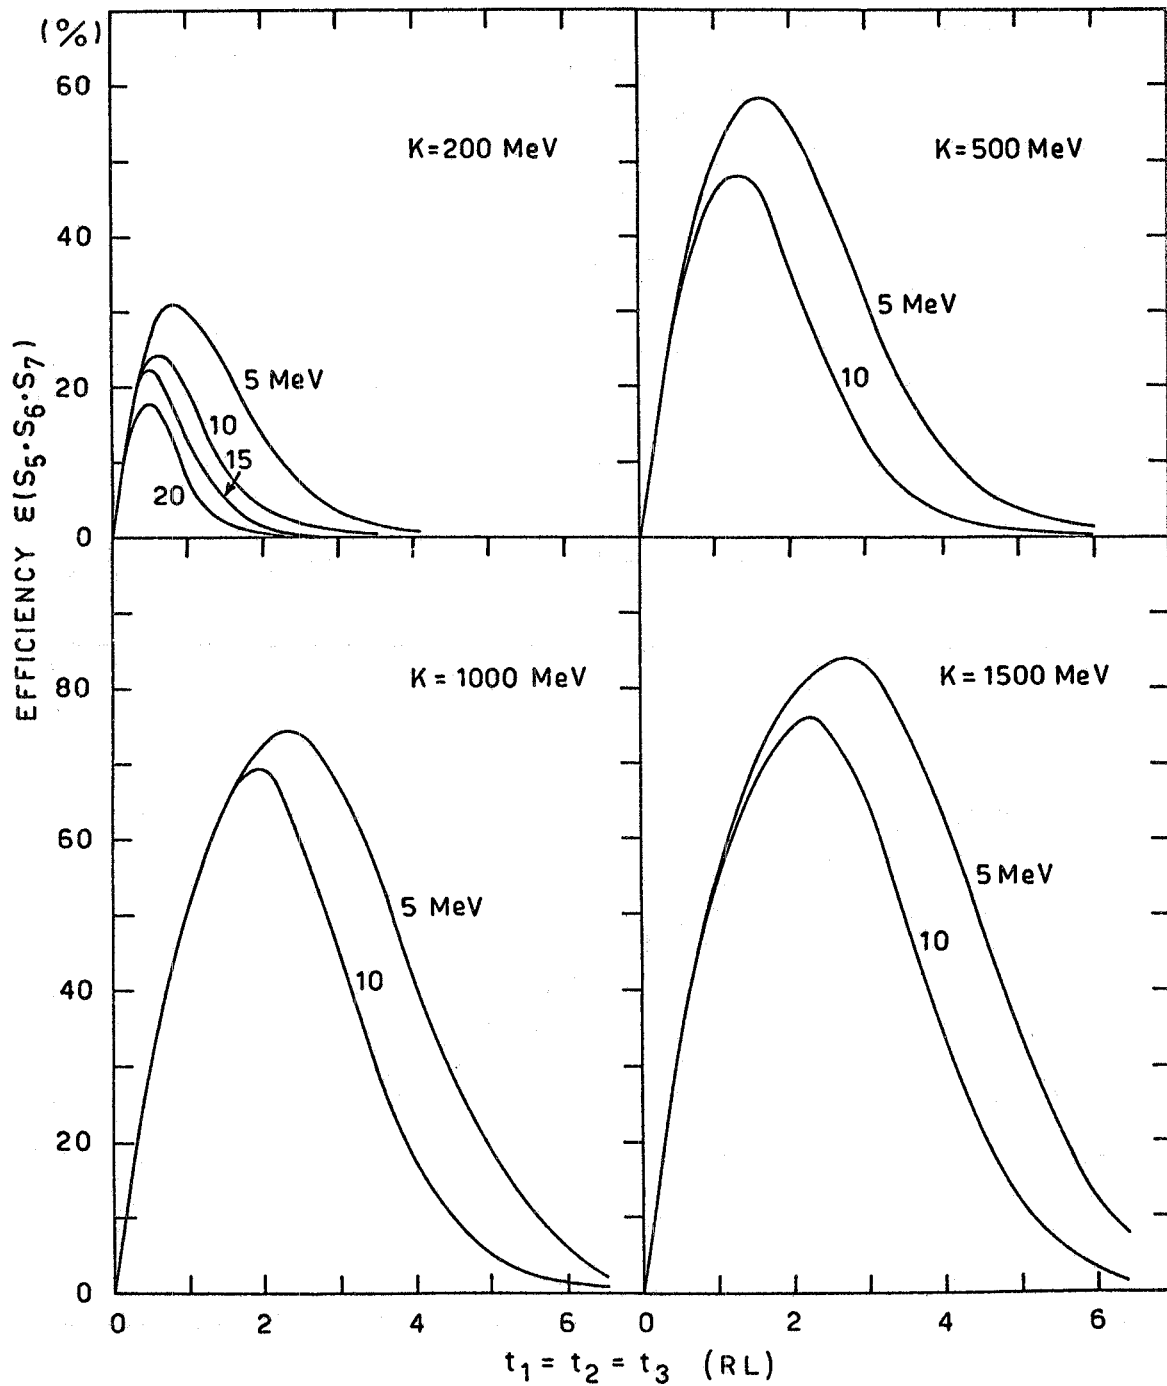 (%)
60
40
20
0
K=200 MeV
5 MeV
10
15
20
K=500 MeV
5 MeV
10
EFFICIENCY ε(S5·S6·S7)
80
60
40
20
0
K = 1000 MeV
5 MeV
10
K=1500 MeV
5 MeV
10
0 2 4 6 0 2 4 6
t1 = t2 = t3 (RL)